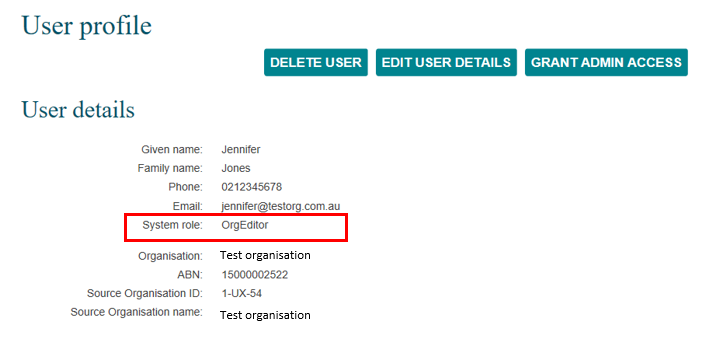 User profile
DELETE USER EDIT USER DETAILS GRANT ADMIN ACCESS
User details
Given name: Jennifer
Family name: Jones
Phone: 0212345678
Email: jennifer@testorg.com.au
System role: OrgEditor
Organisation: Test organisation
ABN: 15000002522
Source Organisation ID: 1-UX-54
Source Organisation name: Test organisation